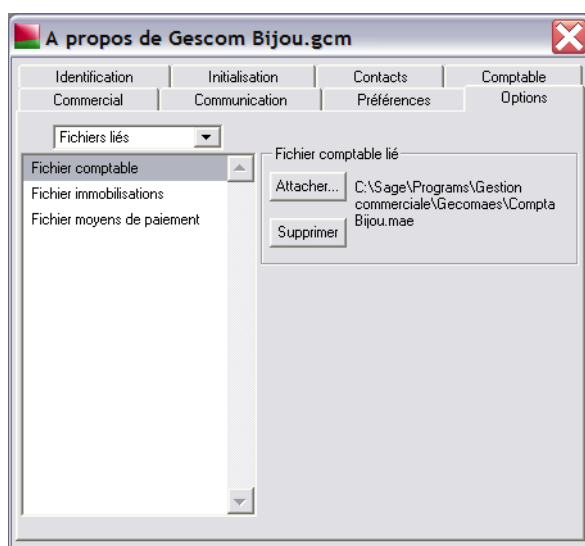 A propos de Gescom Bijou.gcm
Identification Initialisation Contacts Comptable
Commercial Communication Préférences Options
Fichiers liés
Fichier comptable
Fichier immobilisations
Fichier moyens de paiement
Fichier comptable lié
Attacher... C:\Sage\Programs\Gestion
commerciale\Gecomaes\Compta
Bijou.mae
Supprimer